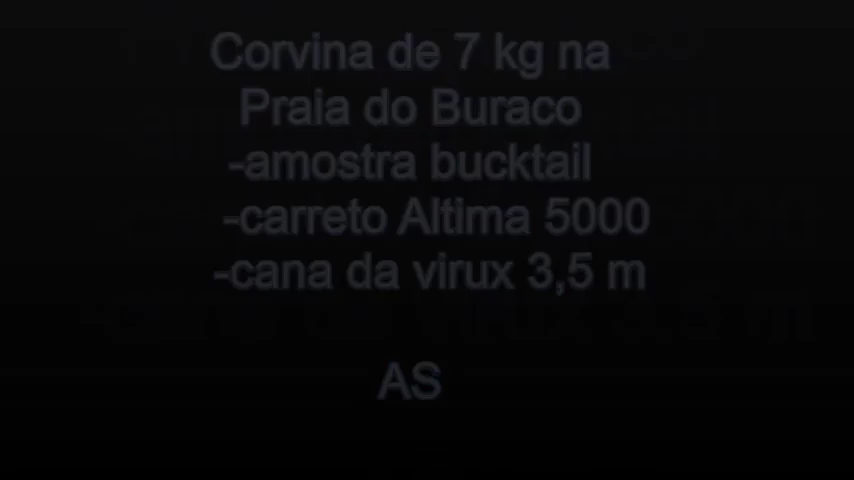 Corvina de 7 kg na
Praia do Buraco
-amostra bucktail
-carreto Altima 5000
-cana da virux 3,5 m
AS